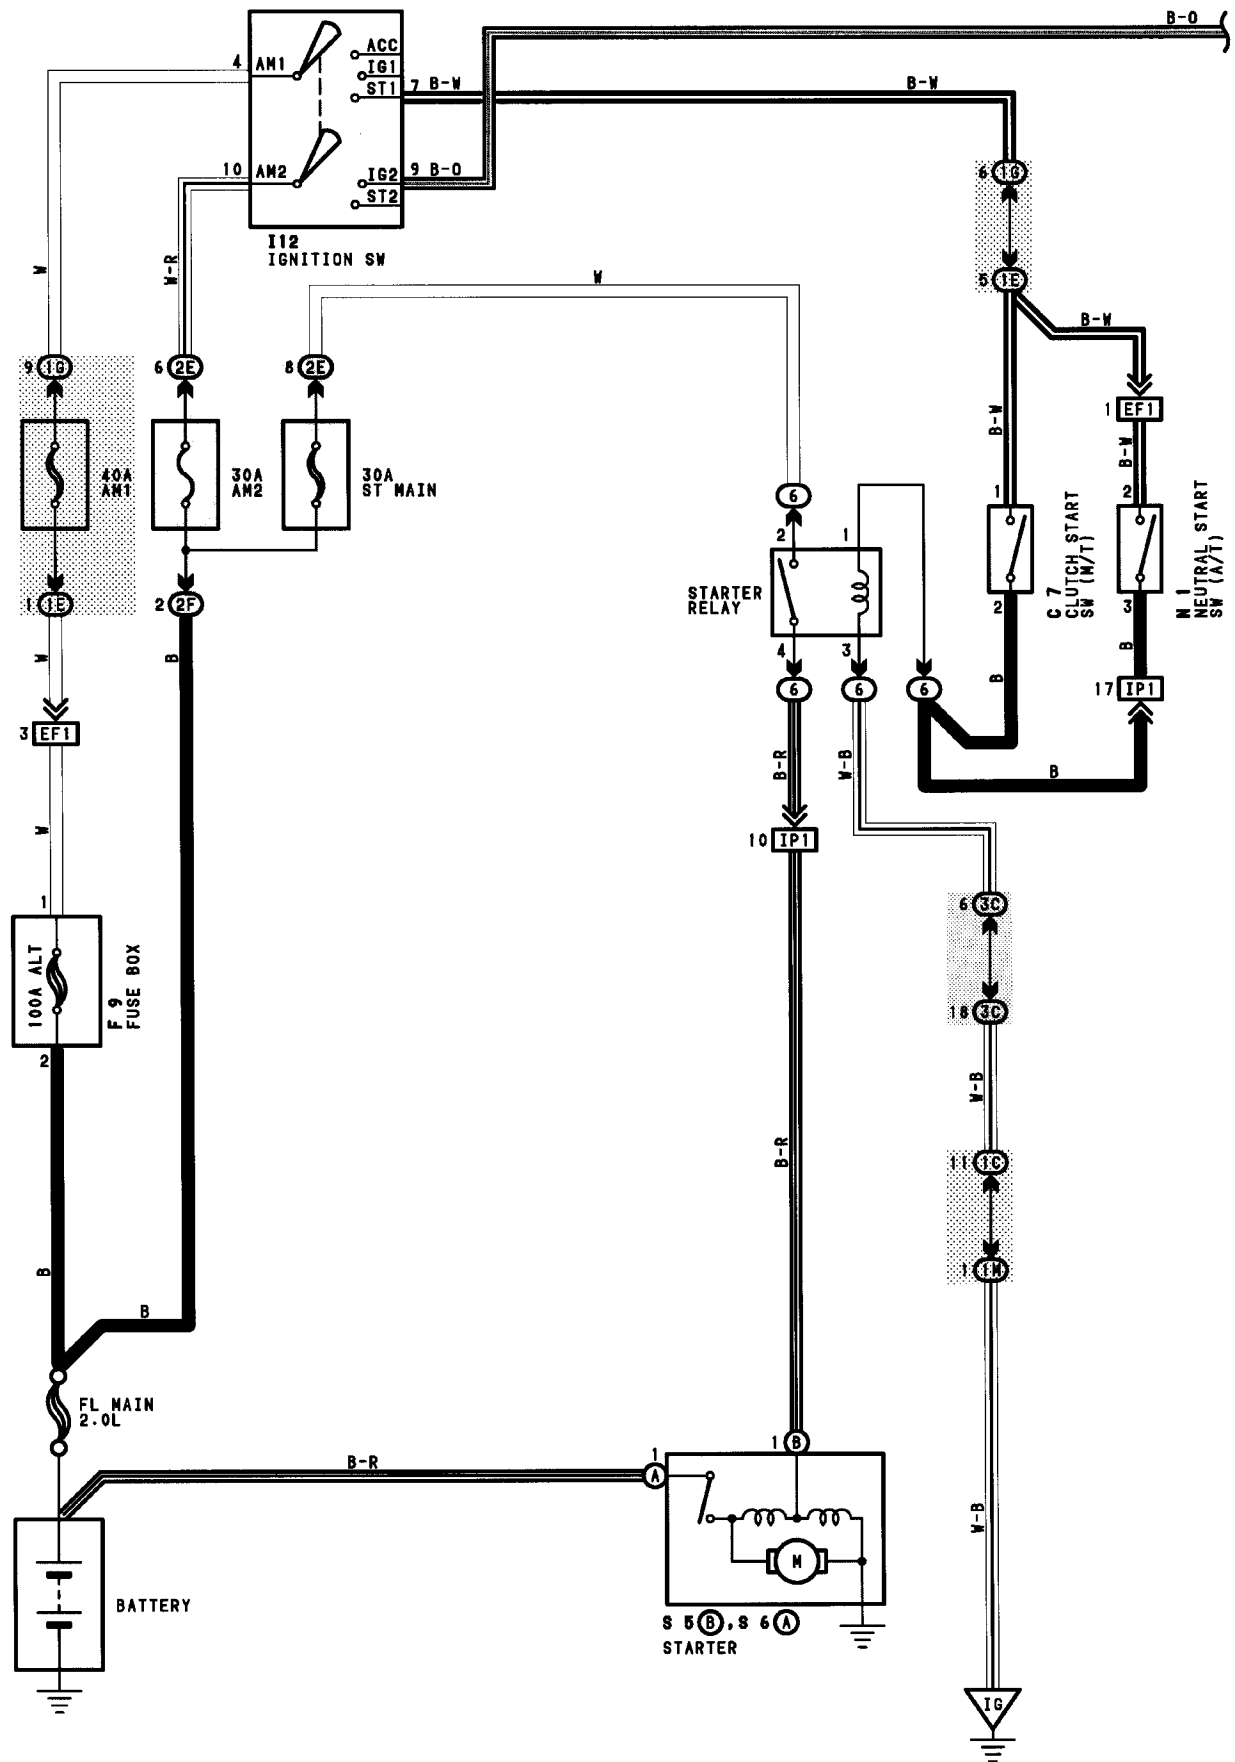 B-O
4 AM1
ACC
IG1
ST1 7 B-W
B-W
10 AM2
IG2 9 B-O
ST2
I12
IGNITION SW
6 1G
W
W-R
W
5 1E
B-W
9 1G
6 2E
8 2E
1 EF1
B-W
B-W
40A
AM1
30A
AM2
30A
ST MAIN
6
2
1
1
2
C 7
CLUTCH START
SW (M/T)
N 1
NEUTRAL START
SW (A/T)
STARTER
RELAY
1 1E
2 2F
2
3
4
3
W
B
B
B
6
6
6
17 IP1
3 EF1
B-R
W-B
B
W
10 IP1
1
6 3C
100A ALT
F 9
FUSE BOX
18 3C
2
W-B
B-R
11 1C
B
1 1M
B
FL MAIN
2.0L
1 B
1
A
B-R
W-B
M
BATTERY
S 5 B, S 6 A
STARTER
IG